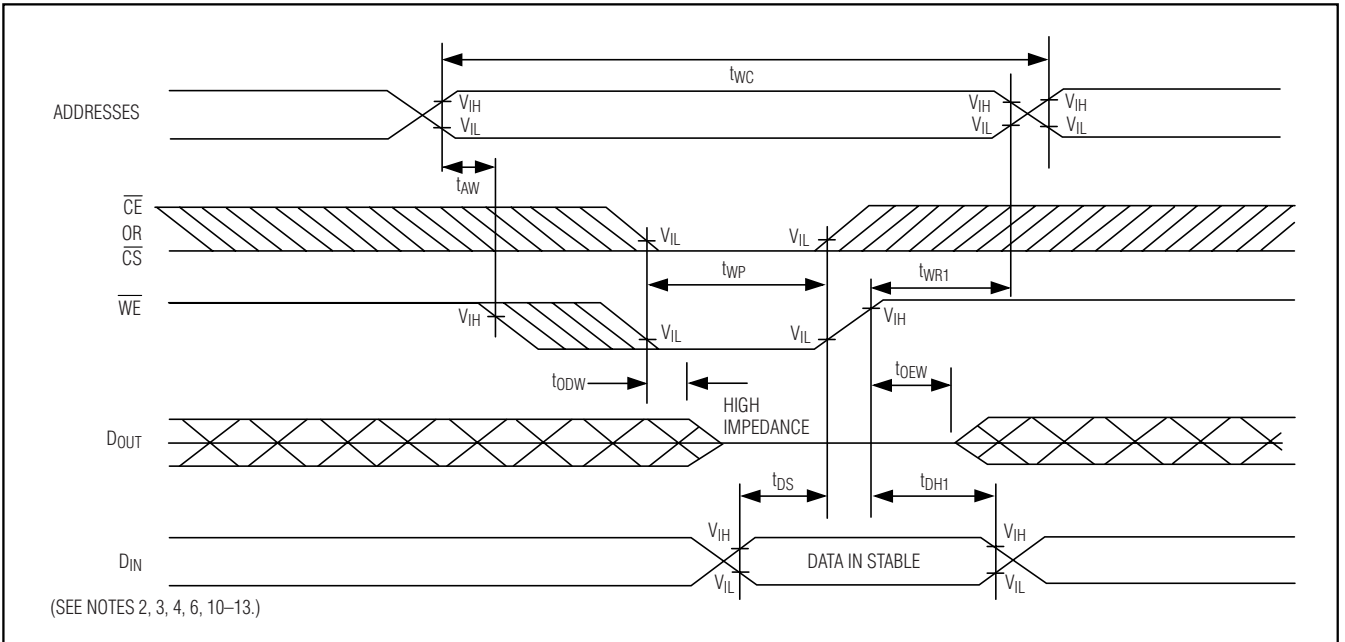 tWC
ADDRESSES
VIH
VIL
VIH
VIL
VIH
VIL
tAW
CE
OR
CS
VIL
VIL
tWP
tWR1
WE
VIH
VIL
VIL
VIH
tODW
tOEW
HIGH
IMPEDANCE
DOUT
tDS
tDH1
VIH
VIH
DIN
DATA IN STABLE
VIL
VIL
(SEE NOTES 2, 3, 4, 6, 10–13.)